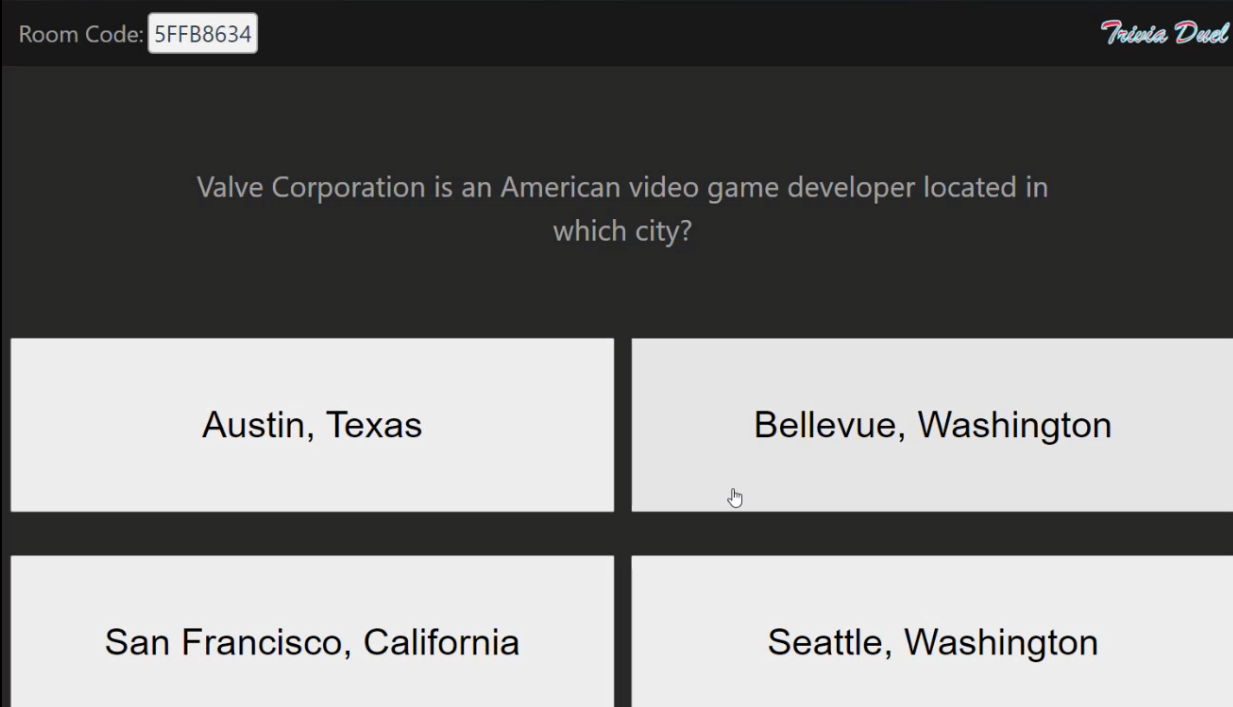 Room Code: 5FFB8634
Trivia Duel
Valve Corporation is an American video game developer located in
which city?
Austin, Texas
Bellevue, Washington
San Francisco, California
Seattle, Washington